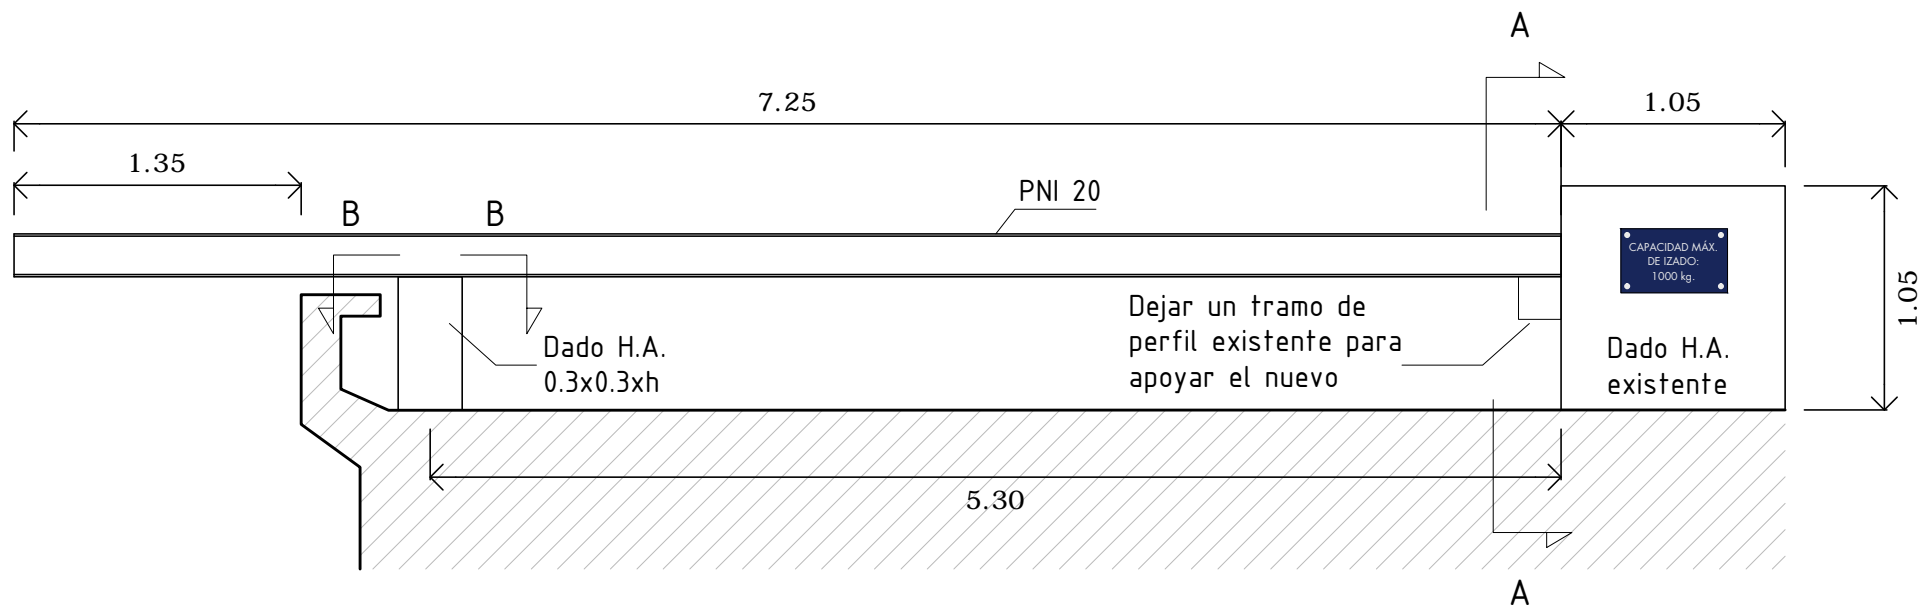 A
7.25
1.05
1.35
PNI 20
B
B
CAPACIDAD MÁX.
DE IZADO:
1000 kg.
1.05
Dejar un tramo de
perfil existente para
apoyar el nuevo
Dado H.A.
0.3x0.3xh
Dado H.A.
existente
5.30
A